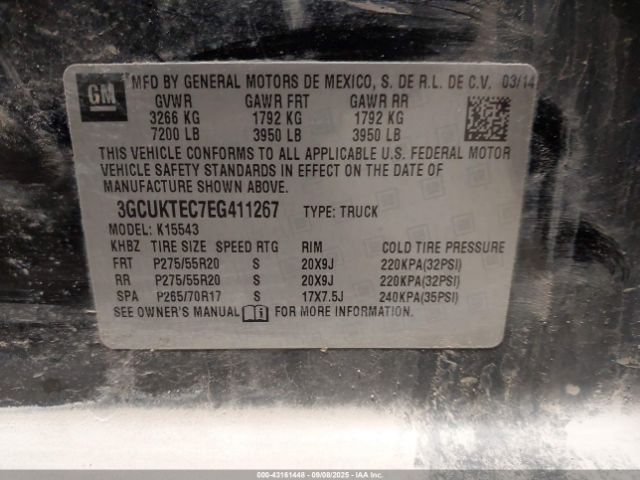 GM
MFD BY GENERAL MOTORS DE MEXICO, S. DE R.L. DE C.V. 03/14
GVWR GAWR FRT GAWR RR
3266 KG 1792 KG 1792 KG
7200 LB 3950 LB 3950 LB
THIS VEHICLE CONFORMS TO ALL APPLICABLE U.S. FEDERAL MOTOR
VEHICLE SAFETY STANDARDS IN EFFECT ON THE DATE OF
MANUFACTURE SHOWN ABOVE.
3GCUKTEC7EG411267 TYPE: TRUCK
MODEL: K15543
KHBZ TIRE SIZE SPEED RTG RIM COLD TIRE PRESSURE
FRT P275/55R20 S 20X9J 220KPA(32PSI)
RR P275/55R20 S 20X9J 220KPA(32PSI)
SPA P265/70R17 S 17X7.5J 240KPA(35PSI)
SEE OWNER'S MANUAL i FOR MORE INFORMATION.
000-43161448 - 09/08/2025 - IAAI.COM